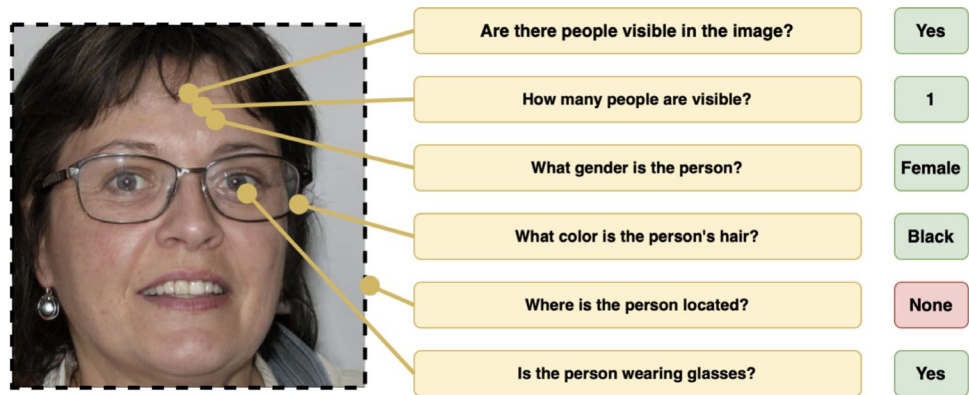 Are there people visible in the image? Yes
How many people are visible? 1
What gender is the person? Female
What color is the person's hair? Black
Where is the person located? None
Is the person wearing glasses? Yes